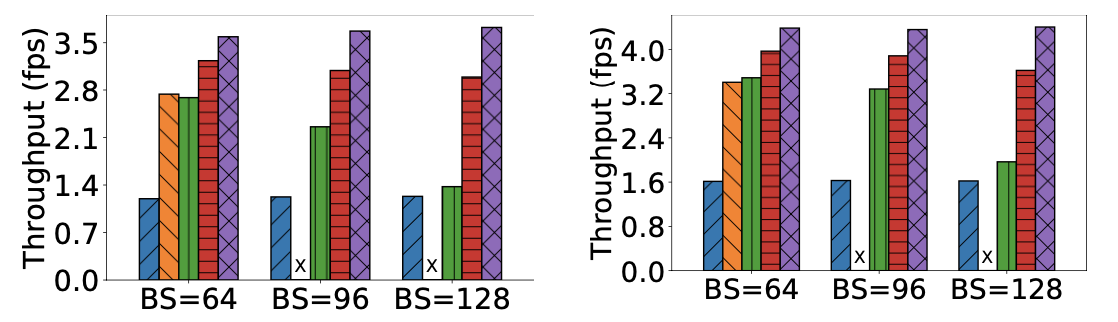 Throughput (fps)
3.5
2.8
2.1
1.4
0.7
0.0
x
x
BS=64 BS=96 BS=128
Throughput (fps)
4.0
3.2
2.4
1.6
0.8
0.0
x
x
BS=64 BS=96 BS=128